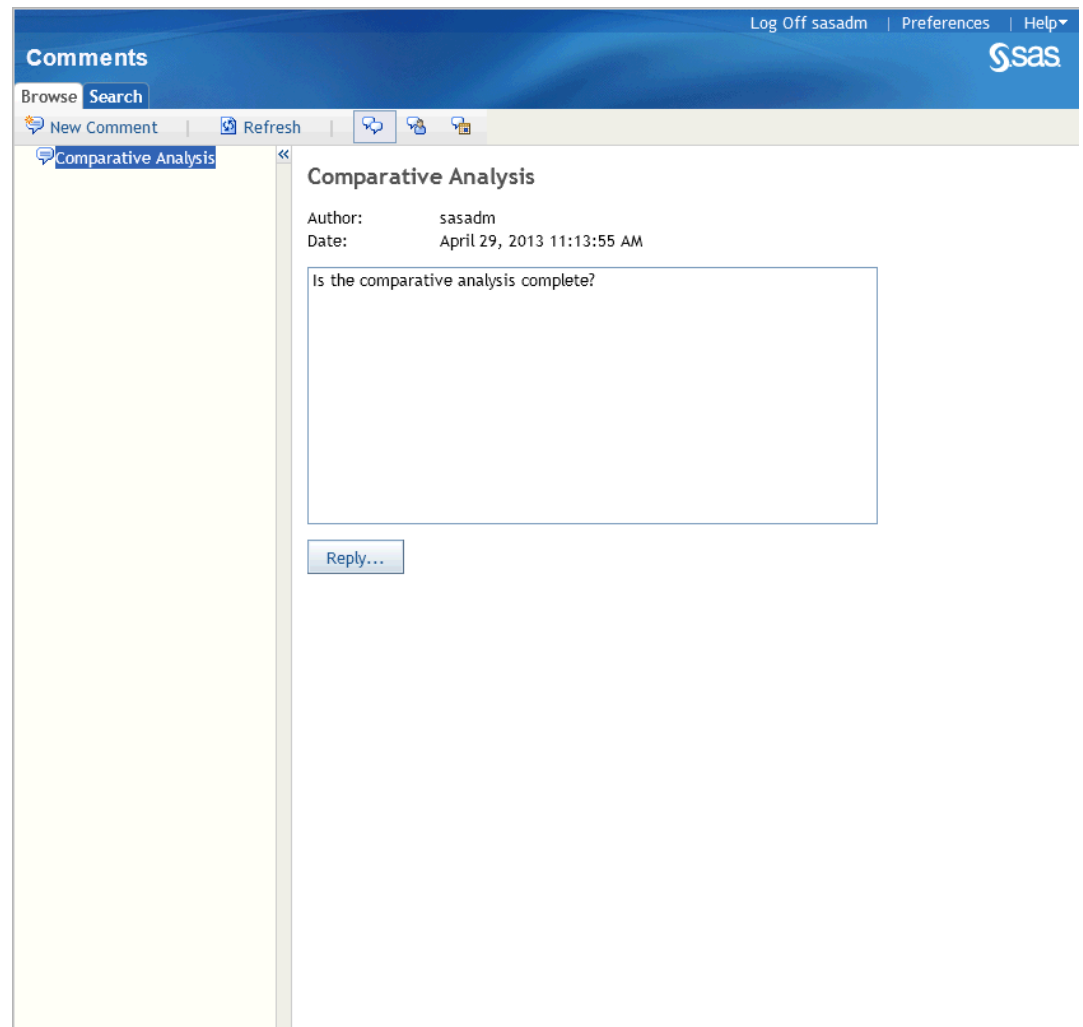 Log Off sasadm | Preferences | Help
Comments
sas
Browse Search
New Comment | Refresh |
Comparative Analysis
Comparative Analysis
Author: sasadm
Date: April 29, 2013 11:13:55 AM
Is the comparative analysis complete?
Reply...